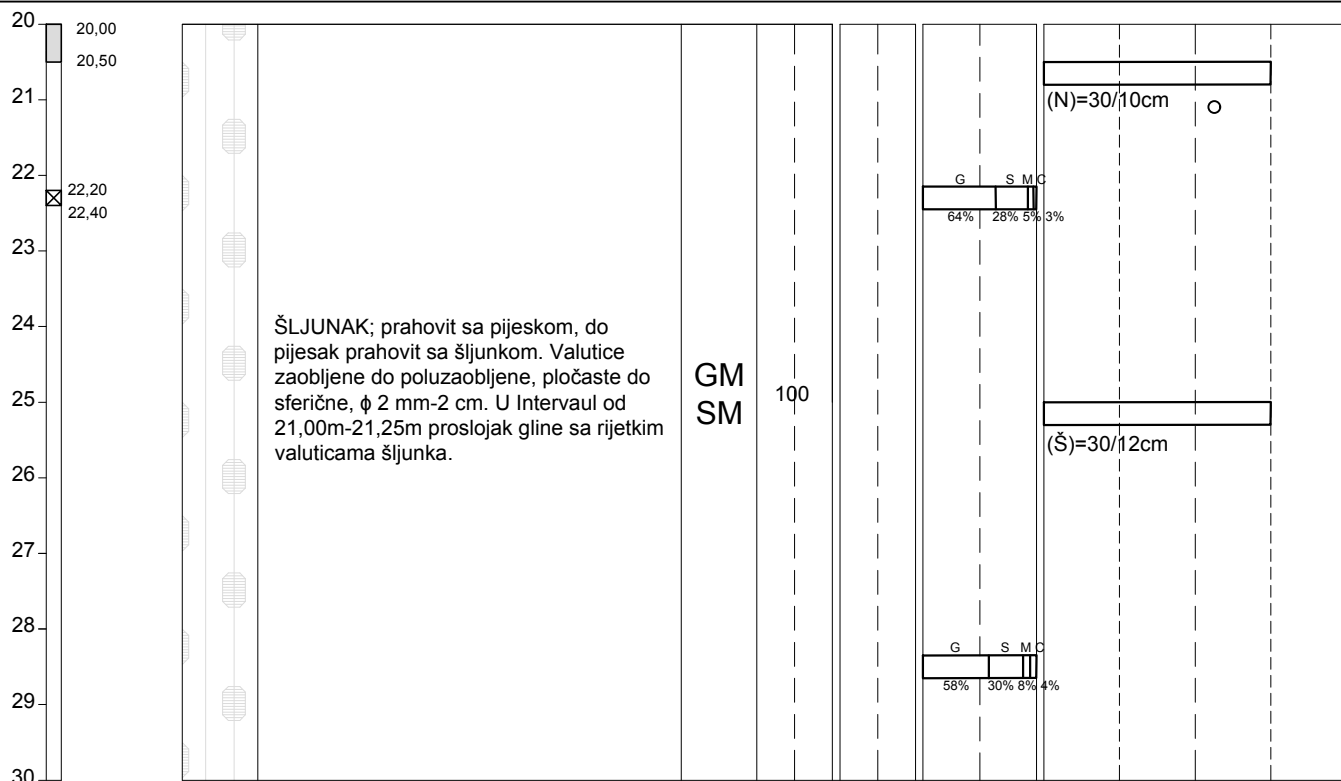 20
20,00
20,50
21
(N)=30/10cm
22
22,20
22,40
G S M C
64% 28% 5% 3%
23
24
ŠLJUNAK; prahovit sa pijeskom, do
pijesak prahovit sa šljunkom. Valutice
zaobljene do poluzaobljene, pločaste do
sferične, ϕ 2 mm-2 cm. U Intervaul od
21,00m-21,25m proslojak gline sa rijetkim
valuticama šljunka.
GM
SM
100
25
(Š)=30/12cm
26
27
28
G S M C
58% 30% 8% 4%
29
30